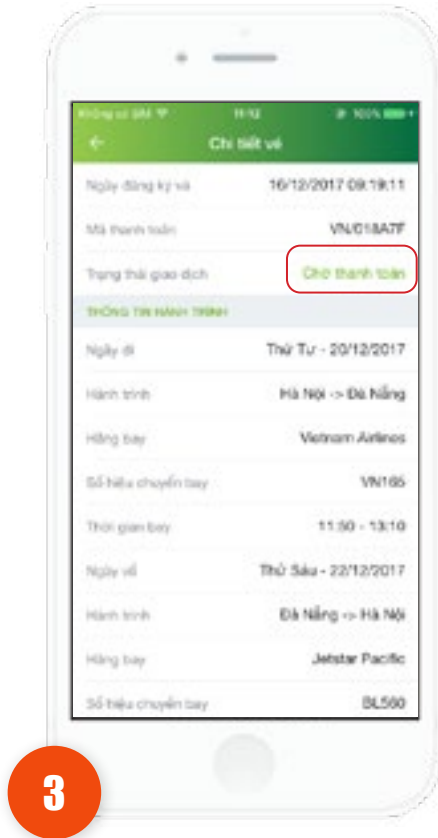 Không có SIM 11:12 100%
Chi tiết vé
Ngày đăng ký vé 16/12/2017 09:19:11
Mã thanh toán VN/018A7F
Trạng thái giao dịch Chờ thanh toán
THÔNG TIN HÀNH TRÌNH
Ngày đi Thứ Tư - 20/12/2017
Hành trình Hà Nội -> Đà Nẵng
Hãng bay Vietnam Airlines
Số hiệu chuyến bay VN165
Thời gian bay 11:50 - 13:10
Ngày về Thứ Sáu - 22/12/2017
Hành trình Đà Nẵng -> Hà Nội
Hãng bay Jetstar Pacific
Số hiệu chuyến bay BL560
3